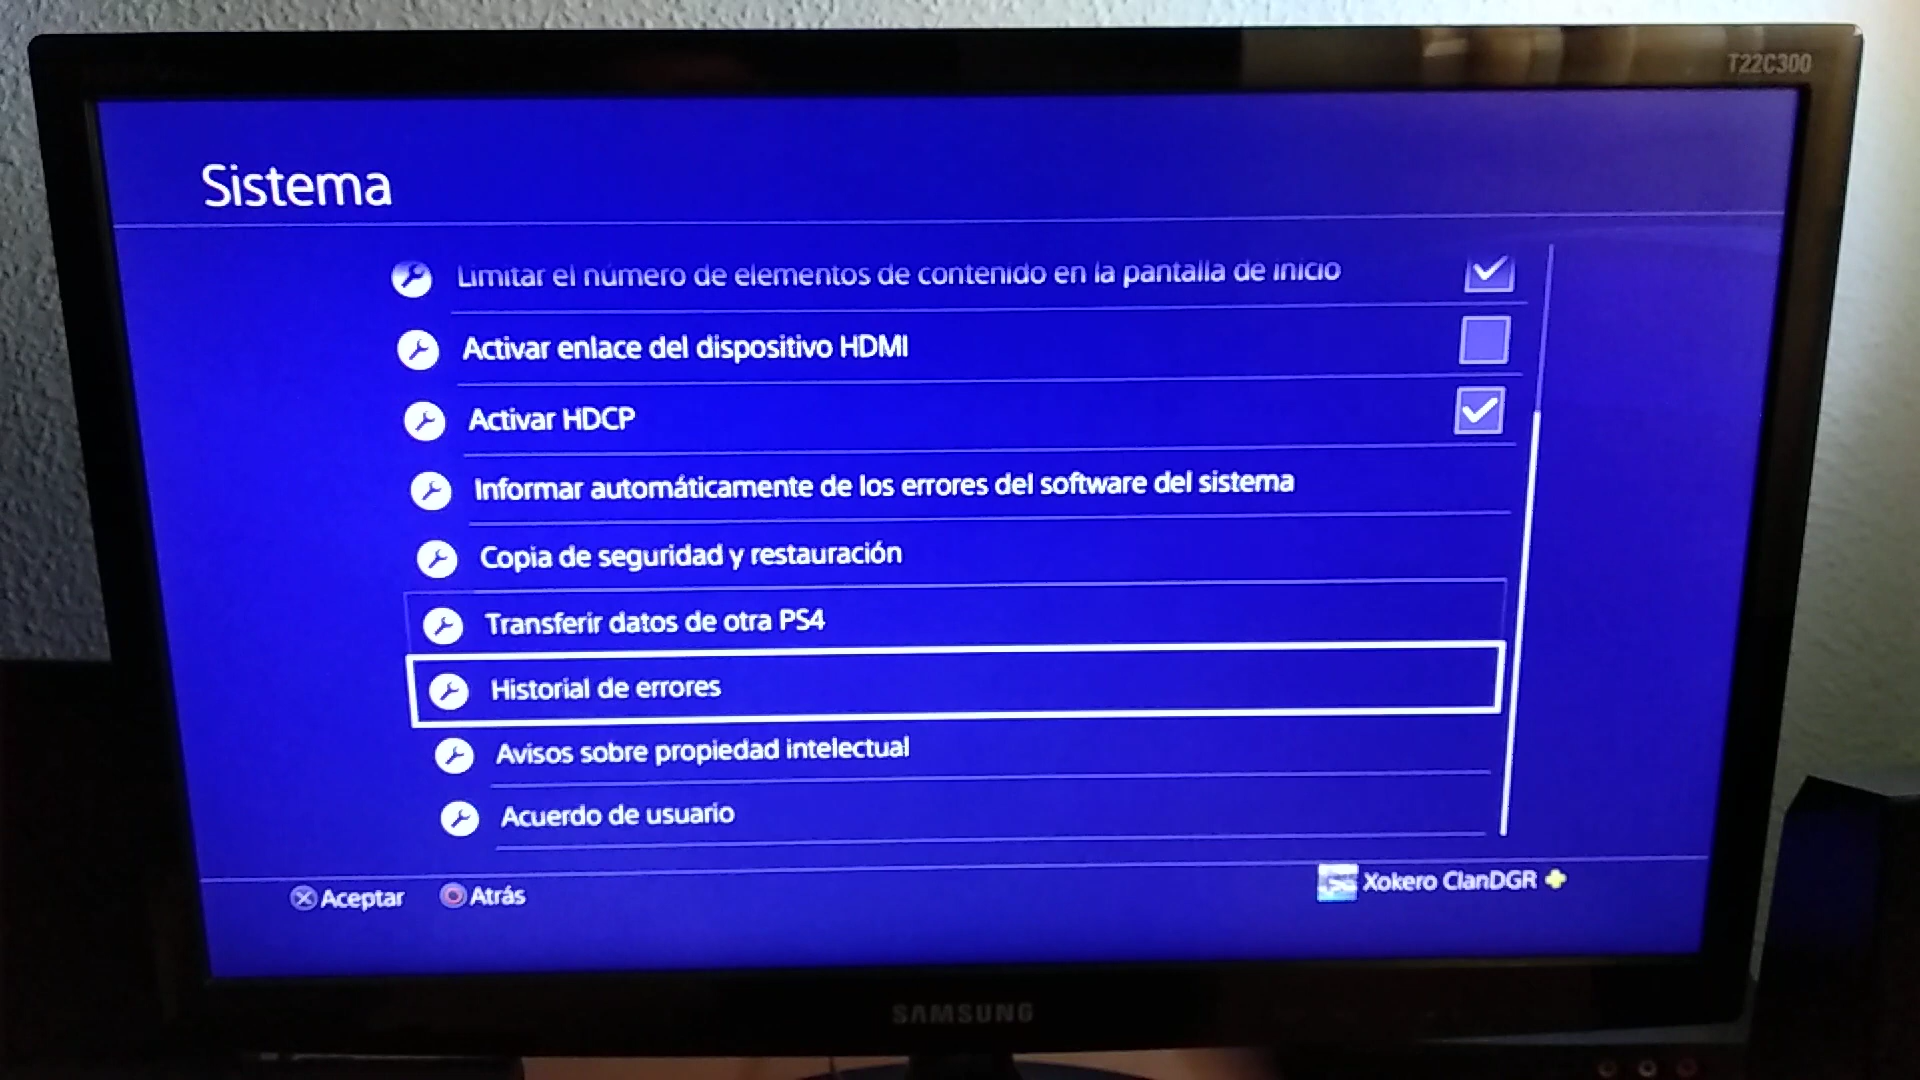 T22C300
Sistema
Limitar el número de elementos de contenido en la pantalla de inicio
Activar enlace del dispositivo HDMI
Activar HDCP
Informar automáticamente de los errores del software del sistema
Copia de seguridad y restauración
Transferir datos de otra PS4
Historial de errores
Avisos sobre propiedad intelectual
Acuerdo de usuario
Aceptar Atrás
Xokero ClanDGR
SAMSUNG